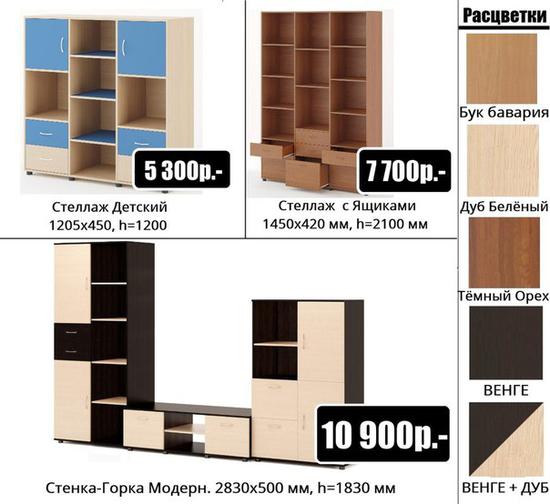 5 300р.-
Стеллаж Детский
1205х450, h=1200
7 700р.-
Стеллаж с Ящиками
1450х420 мм, h=2100 мм
10 900р.-
Стенка-Горка Модерн. 2830х500 мм, h=1830 мм
Расцветки
Бук бавария
Дуб Белёный
Тёмный Орех
ВЕНГЕ
ВЕНГЕ + ДУБ